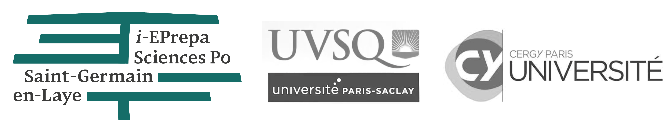 i-EPrepa
Sciences Po
Saint-Germain
en-Laye
UVSQ
université PARIS-SACLAY
CY
CERGY PARIS
UNIVERSITÉ